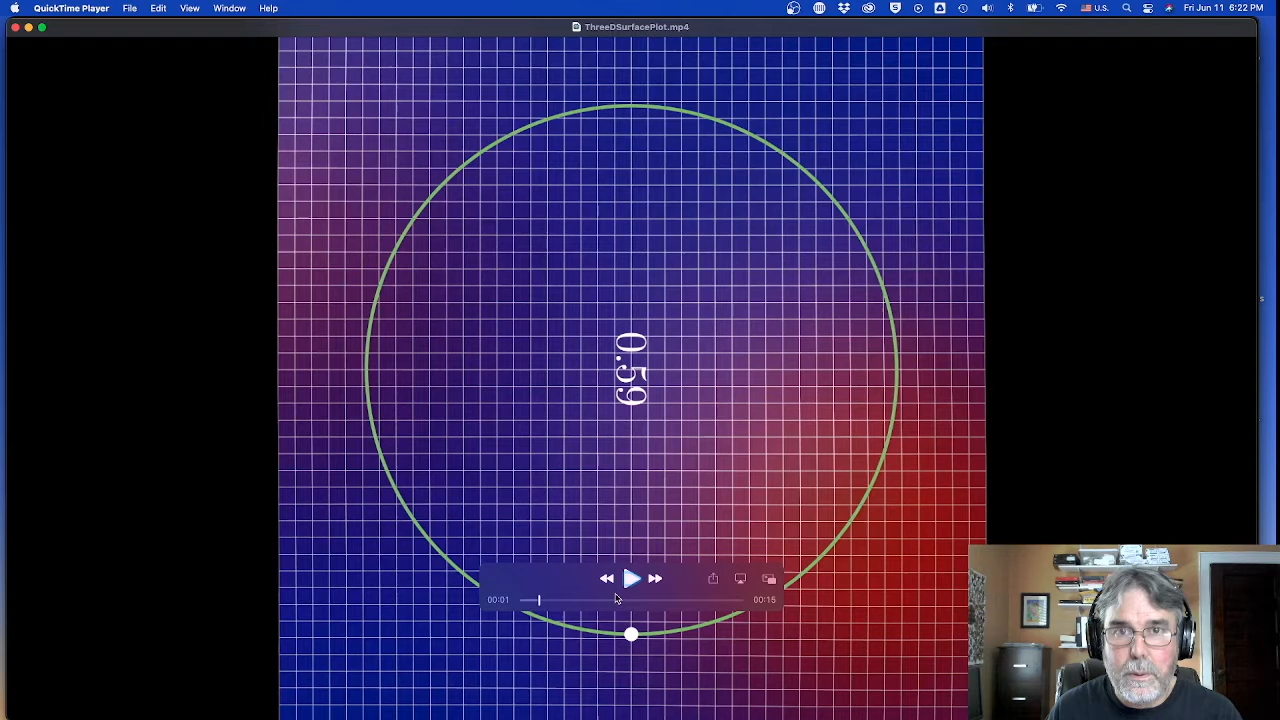 QuickTime Player File Edit View Window Help U.S. Fri Jun 11 6:22 PM
ThreeDSurfacePlot.mp4
0.59
00:01 00:15